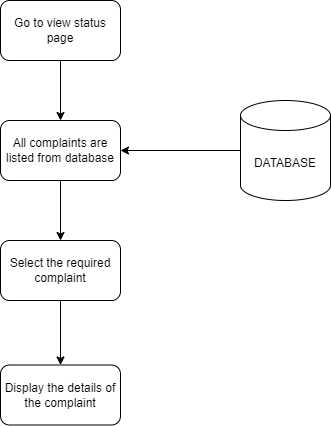 Go to view status
page
All complaints are
listed from database
DATABASE
Select the required
complaint
Display the details of
the complaint